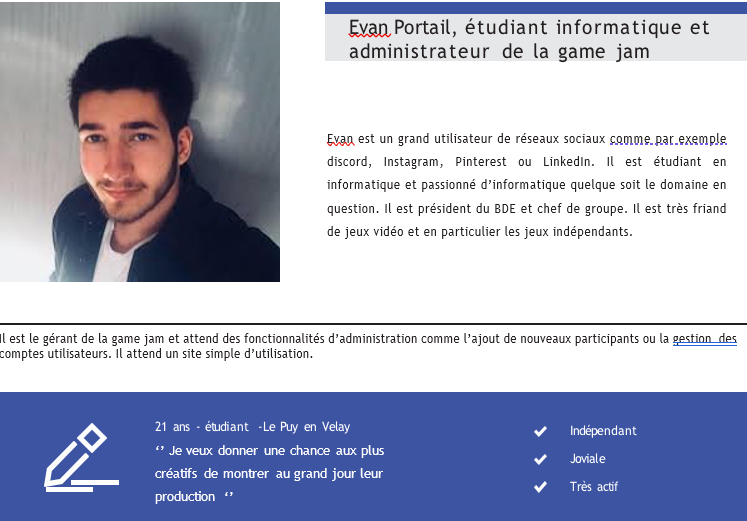 Evan Portail, étudiant informatique et
administrateur de la game jam
Evan est un grand utilisateur de réseaux sociaux comme par exemple
discord, Instagram, Pinterest ou LinkedIn. Il est étudiant en
informatique et passionné d’informatique quelque soit le domaine en
question. Il est président du BDE et chef de groupe. Il est très friand
de jeux vidéo et en particulier les jeux indépendants.
Il est le gérant de la game jam et attend des fonctionnalités d’administration comme l’ajout de nouveaux participants ou la gestion des
comptes utilisateurs. Il attend un site simple d’utilisation.
21 ans - étudiant -Le Puy en Velay
‘’ Je veux donner une chance aux plus
créatifs de montrer au grand jour leur
production ‘’
Indépendant
Joviale
Très actif